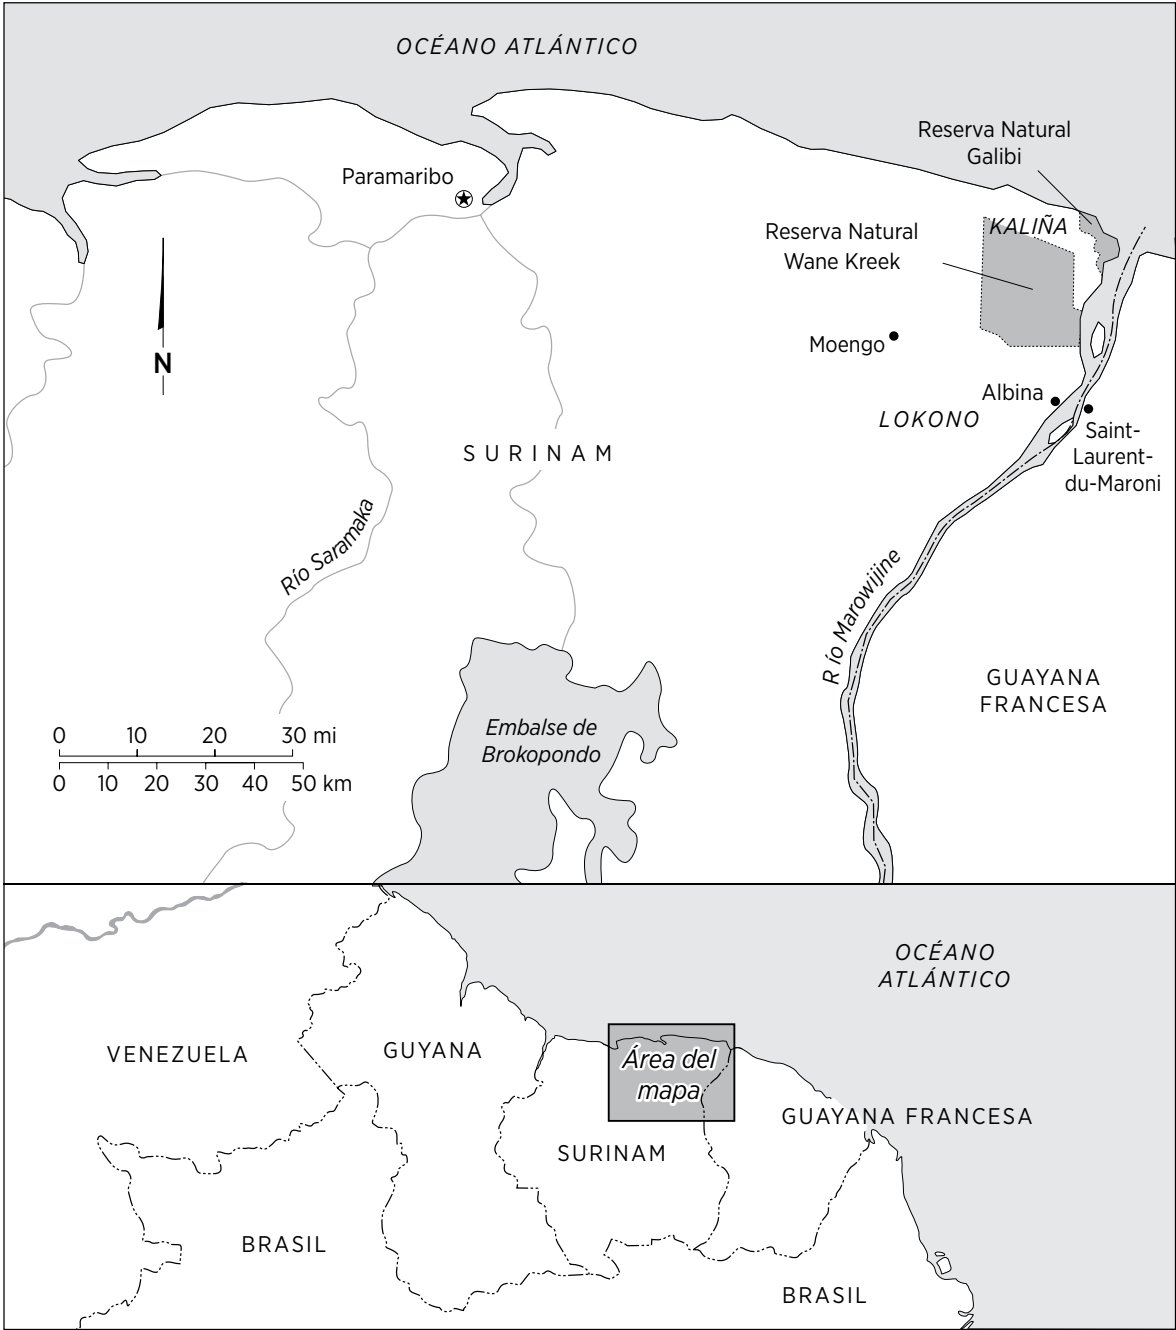 OCÉANO ATLÁNTICO
Reserva Natural
Galibi
Paramaribo
KALIÑA
Reserva Natural
Wane Kreek
N
Moengo
Albina
LOKONO
Saint-
Laurent-
du-Maroni
SURINAM
Río Saramaka
R ío Marowijine
GUAYANA
FRANCESA
Embalse de
Brokopondo
0 10 20 30 mi
0 10 20 30 40 50 km
OCÉANO
ATLÁNTICO
VENEZUELA
GUYANA
Área del
mapa
GUAYANA FRANCESA
SURINAM
BRASIL
BRASIL